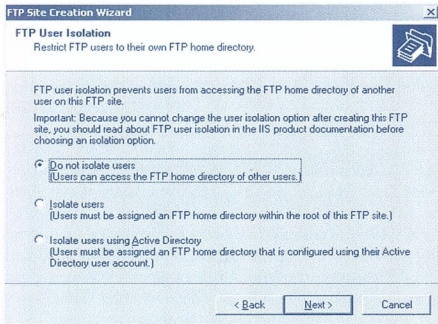 FTP Site Creation Wizard
FTP User Isolation
Restrict FTP users to their own FTP home directory.
FTP user isolation prevents users from accessing the FTP home directory of another
user on this FTP site.
Important: Because you cannot change the user isolation option after creating this FTP
site, you should read about FTP user isolation in the IIS product documentation before
choosing an isolation option.
Do not isolate users
(Users can access the FTP home directory of other users.)
Isolate users
(Users must be assigned an FTP home directory within the root of this FTP site.)
Isolate users using Active Directory
(Users must be assigned an FTP home directory that is configured using their Active
Directory user account.)
< Back
Next >
Cancel